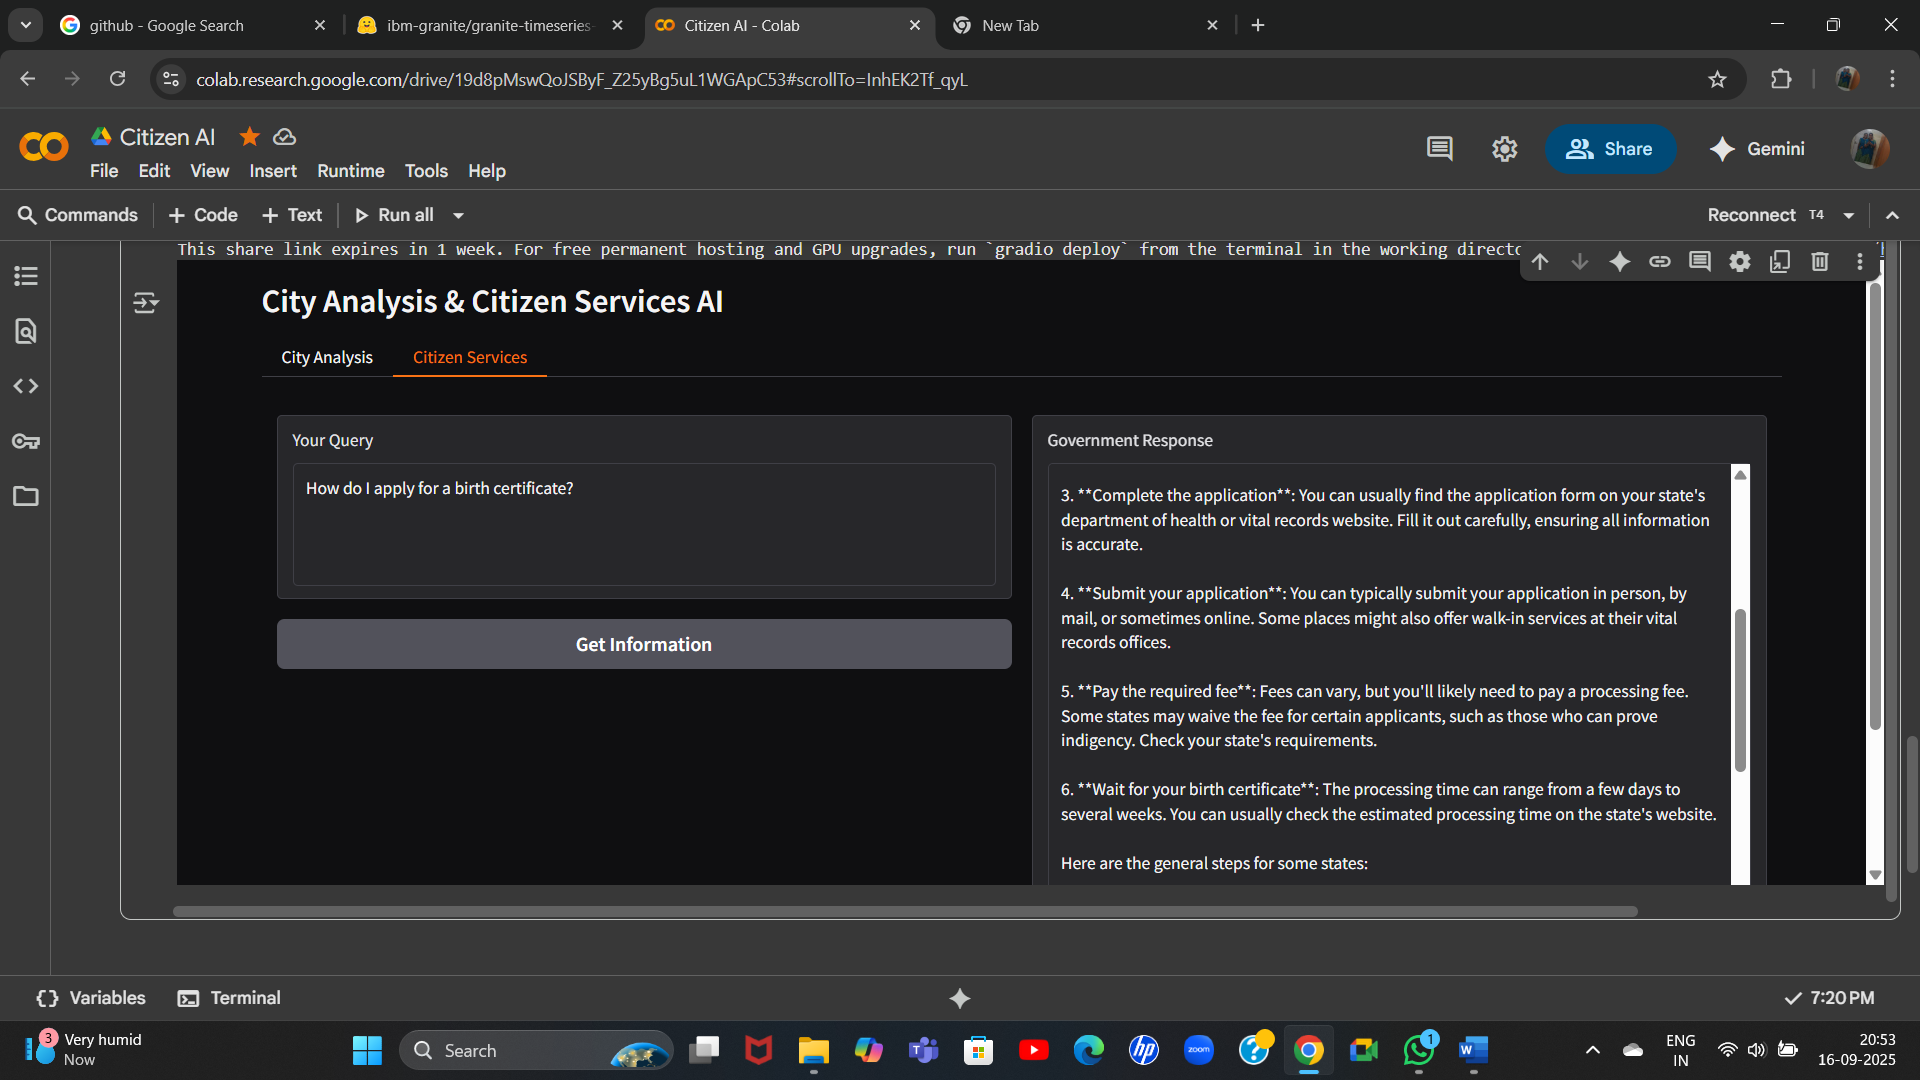 github - Google Search
ibm-granite/granite-timeseries-
Citizen AI - Colab
New Tab
colab.research.google.com/drive/19d8pMswQoJSByF_Z25yBg5uL1WGApC53#scrollTo=InhEK2Tf_qyL
Citizen AI
File Edit View Insert Runtime Tools Help
Share
Gemini
Commands + Code + Text Run all
Reconnect T4
This share link expires in 1 week. For free permanent hosting and GPU upgrades, run `gradio deploy` from the terminal in the working directo
City Analysis & Citizen Services AI
City Analysis Citizen Services
Your Query
How do I apply for a birth certificate?
Get Information
Government Response
3. **Complete the application**: You can usually find the application form on your state's
department of health or vital records website. Fill it out carefully, ensuring all information
is accurate.
4. **Submit your application**: You can typically submit your application in person, by
mail, or sometimes online. Some places might also offer walk-in services at their vital
records offices.
5. **Pay the required fee**: Fees can vary, but you'll likely need to pay a processing fee.
Some states may waive the fee for certain applicants, such as those who can prove
indigency. Check your state's requirements.
6. **Wait for your birth certificate**: The processing time can range from a few days to
several weeks. You can usually check the estimated processing time on the state's website.
Here are the general steps for some states:
Variables
Terminal
7:20 PM
3
Very humid
Now
Search
hp
zoom
1
ENG
IN
20:53
16-09-2025